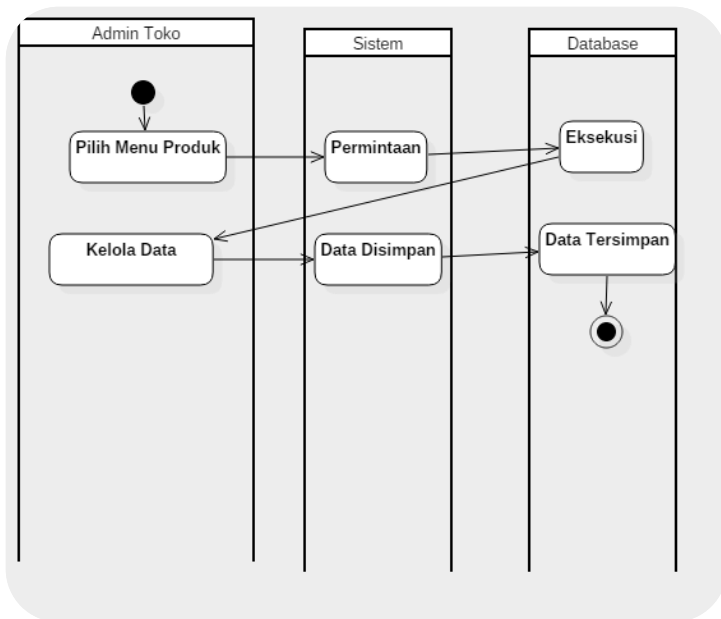 Admin Toko
Sistem
Database
Pilih Menu Produk
Permintaan
Eksekusi
Kelola Data
Data Disimpan
Data Tersimpan